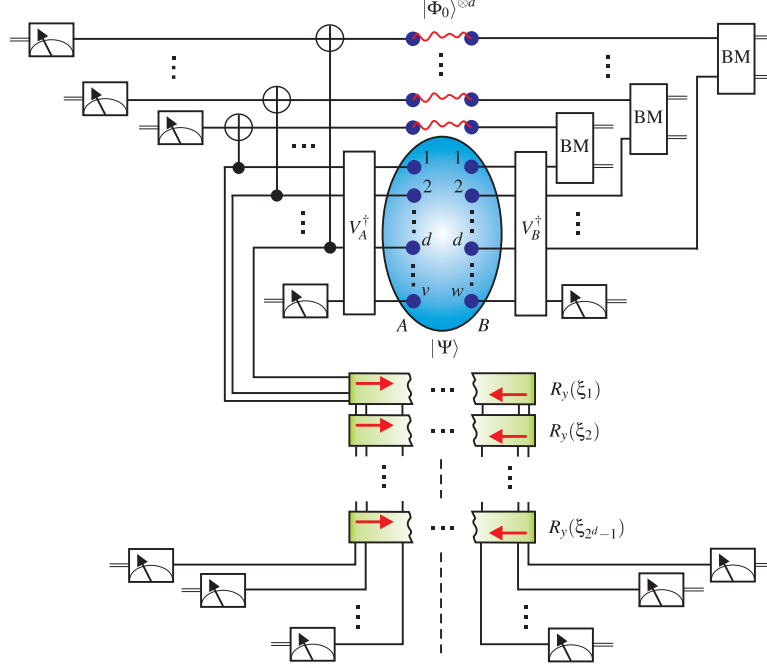 |Φ₀⟩^{⊗d}
BM
BM
BM
1 1
2 2
V_A^† V_B^†
d d
v w
A B
|Ψ⟩
R_y(ξ₁)
R_y(ξ₂)
R_y(ξ_{2^d−1})